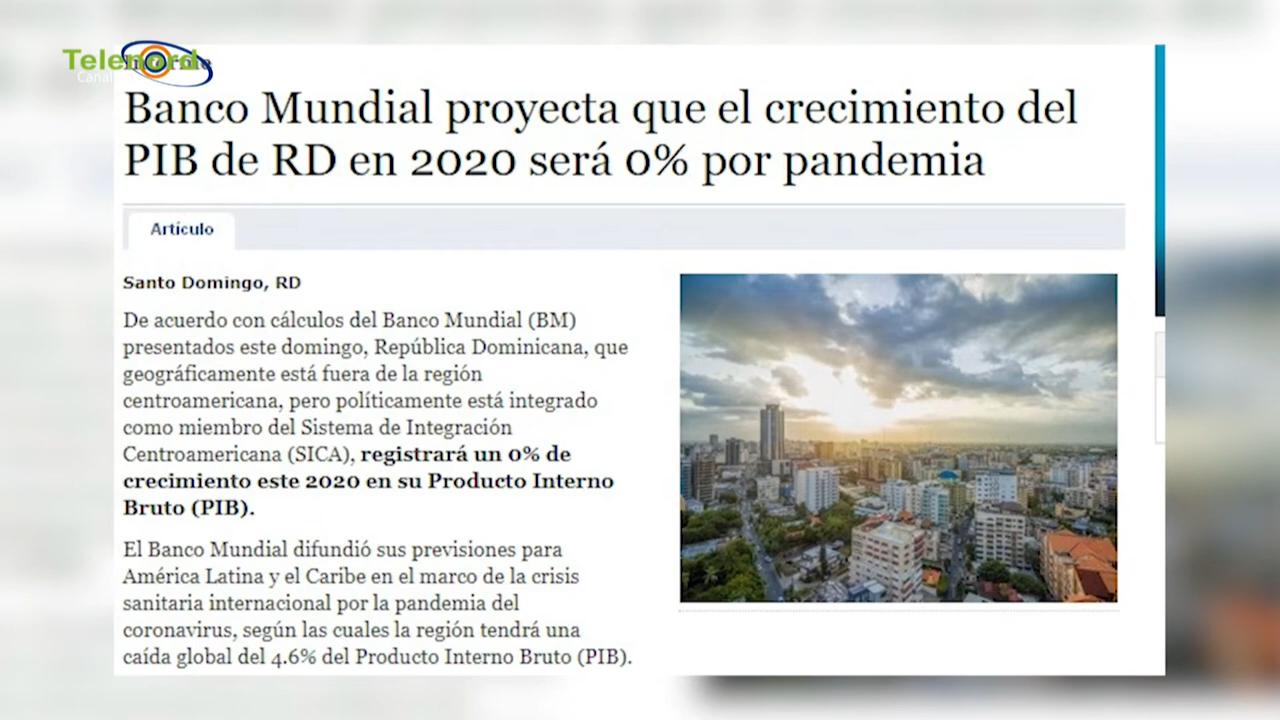 Telenord
Canal
Banco Mundial proyecta que el crecimiento del
PIB de RD en 2020 será 0% por pandemia
Artículo
Santo Domingo, RD
De acuerdo con cálculos del Banco Mundial (BM)
presentados este domingo, República Dominicana, que
geográficamente está fuera de la región
centroamericana, pero políticamente está integrado
como miembro del Sistema de Integración
Centroamericana (SICA), registrará un 0% de
crecimiento este 2020 en su Producto Interno
Bruto (PIB).
El Banco Mundial difundió sus previsiones para
América Latina y el Caribe en el marco de la crisis
sanitaria internacional por la pandemia del
coronavirus, según las cuales la región tendrá una
caída global del 4.6% del Producto Interno Bruto (PIB).